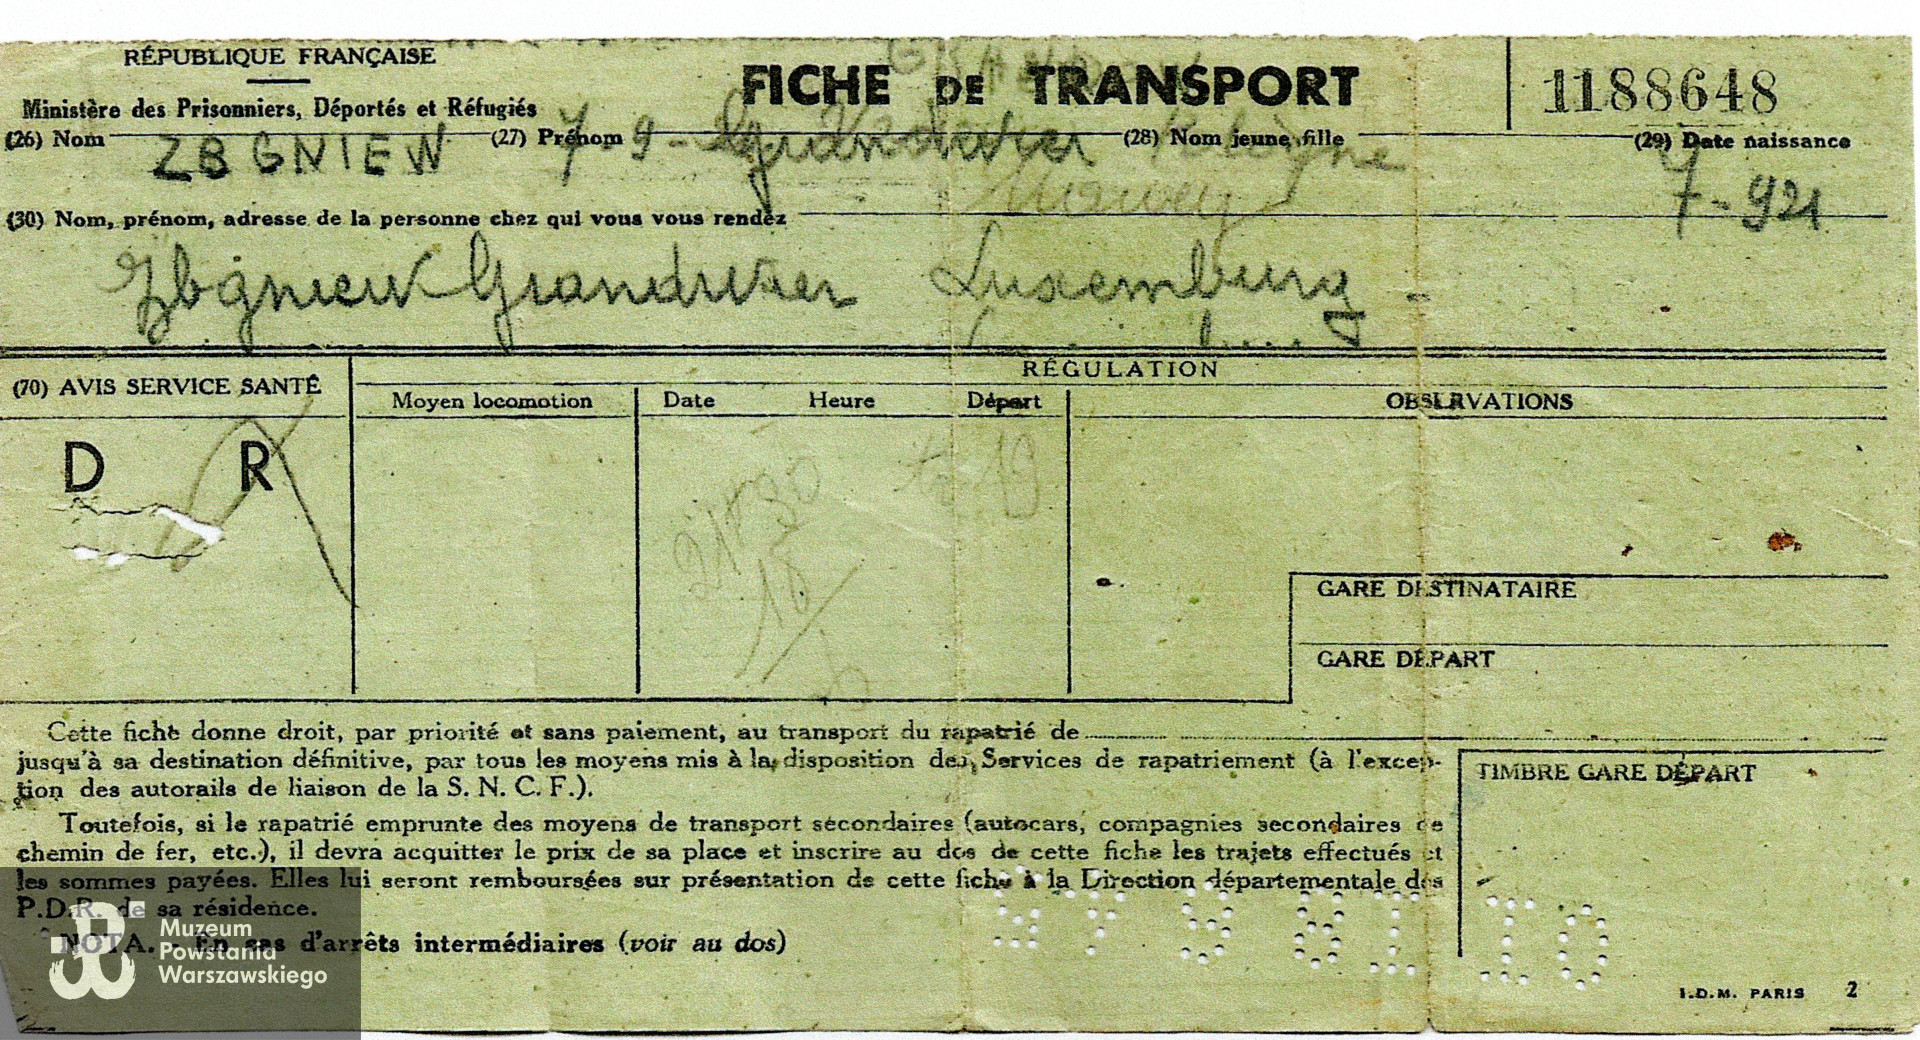 RÉPUBLIQUE FRANÇAISE
Ministère des Prisonniers, Déportés et Réfugiés
FICHE DE TRANSPORT
1188648
(26) Nom (27) Prénom (28) Nom jeune fille (29) Date naissance
ZBGNIEW 7-9- 7-921
(30) Nom, prénom, adresse de la personne chez qui vous vous rendez
Zbgniew Luxemburg -
(70) AVIS SERVICE SANTÉ
RÉGULATION
Moyen locomotion Date Heure Départ OBSERVATIONS
D R
GARE DESTINATAIRE
GARE DÉPART
Cette fiche donne droit, par priorité et sans paiement, au transport du rapatrié de
jusqu'à sa destination définitive, par tous les moyens mis à la disposition des Services de rapatriement (à l'excep-
tion des autorails de liaison de la S. N. C. F.).
TIMBRE GARE DÉPART
Toutefois, si le rapatrié emprunte des moyens de transport secondaires (autocars, compagnies secondaires de
chemin de fer, etc.), il devra acquitter le prix de sa place et inscrire au dos de cette fiche les trajets effectués et
les sommes payées. Elles lui seront remboursées sur présentation de cette fiche à la Direction départementale des
P.D.R. de sa résidence.
NOTA. - En cas d'arrêts intermédiaires (voir au dos)
I.D.M. PARIS 2
Muzeum
Powstania
Warszawskiego